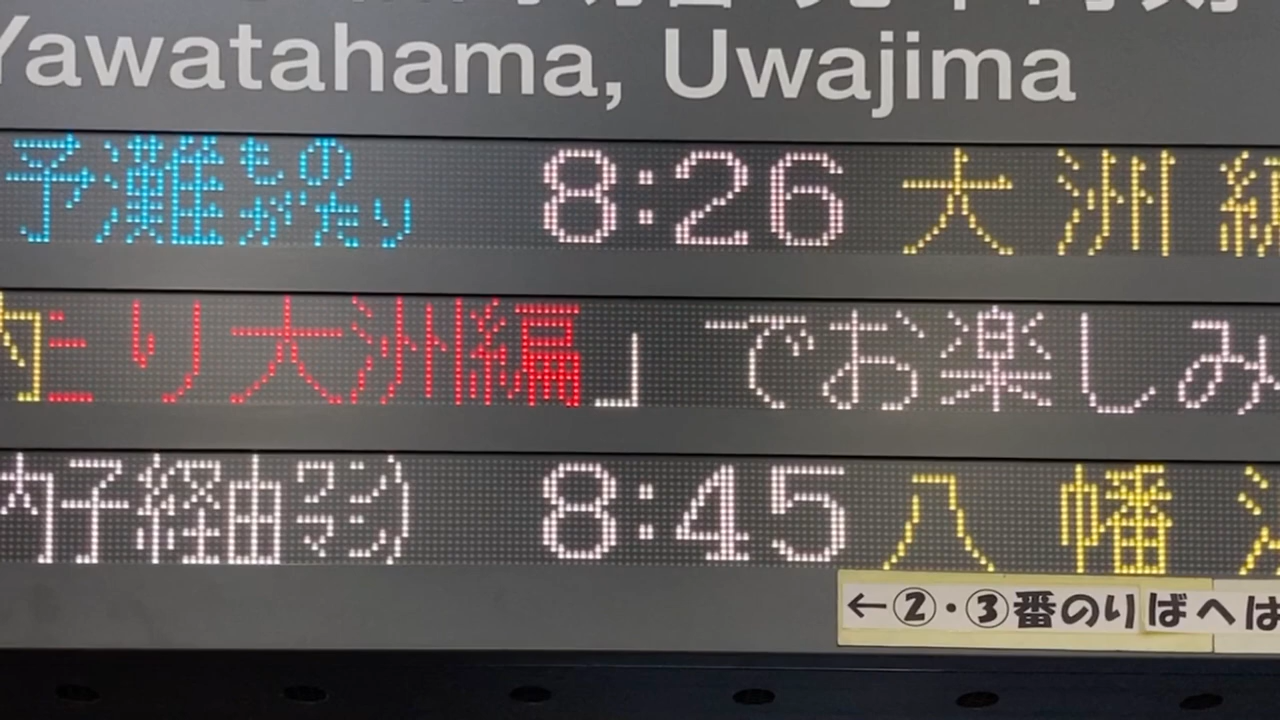 Yawatahama, Uwajima
予灘ものがたり 8:26 大洲編
り大洲編」でお楽しみ
内子経由 8:45 八幡
←②・③番のりばへは